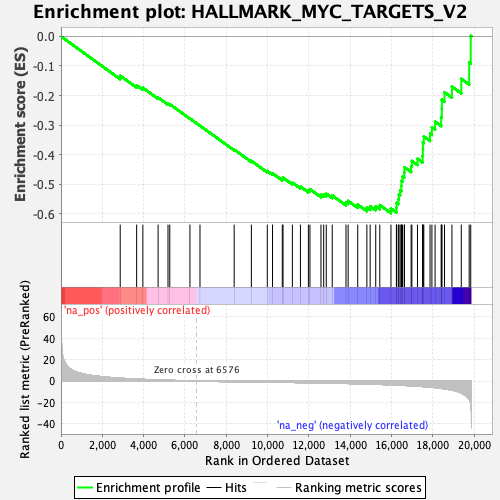 Enrichment plot: HALLMARK_MYC_TARGETS_V2
Enrichment score (ES)
0.0
-0.1
-0.2
-0.3
-0.4
-0.5
-0.6
'na_pos' (positively correlated)
Ranked list metric (PreRanked)
60
40
20
0
-20
-40
Zero cross at 6576
'na_neg' (negatively correlated)
0
2,000
4,000
6,000
8,000
10,000
12,000
14,000
16,000
18,000
20,000
Rank in Ordered Dataset
Enrichment profile
Hits
Ranking metric scores